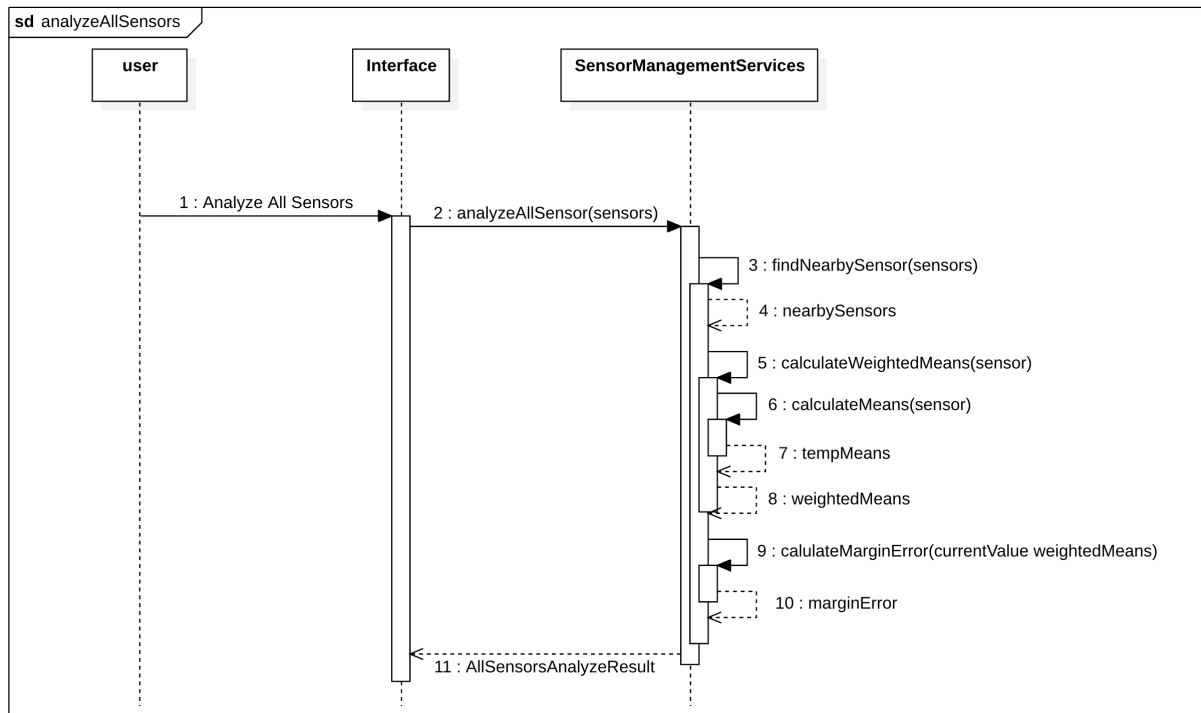 sd analyzeAllSensors
user
Interface
SensorManagementServices
1 : Analyze All Sensors
2 : analyzeAllSensor(sensors)
3 : findNearbySensor(sensors)
4 : nearbySensors
5 : calculateWeightedMeans(sensor)
6 : calculateMeans(sensor)
7 : tempMeans
8 : weightedMeans
9 : calulateMarginError(currentValue weightedMeans)
10 : marginError
11 : AllSensorsAnalyzeResult